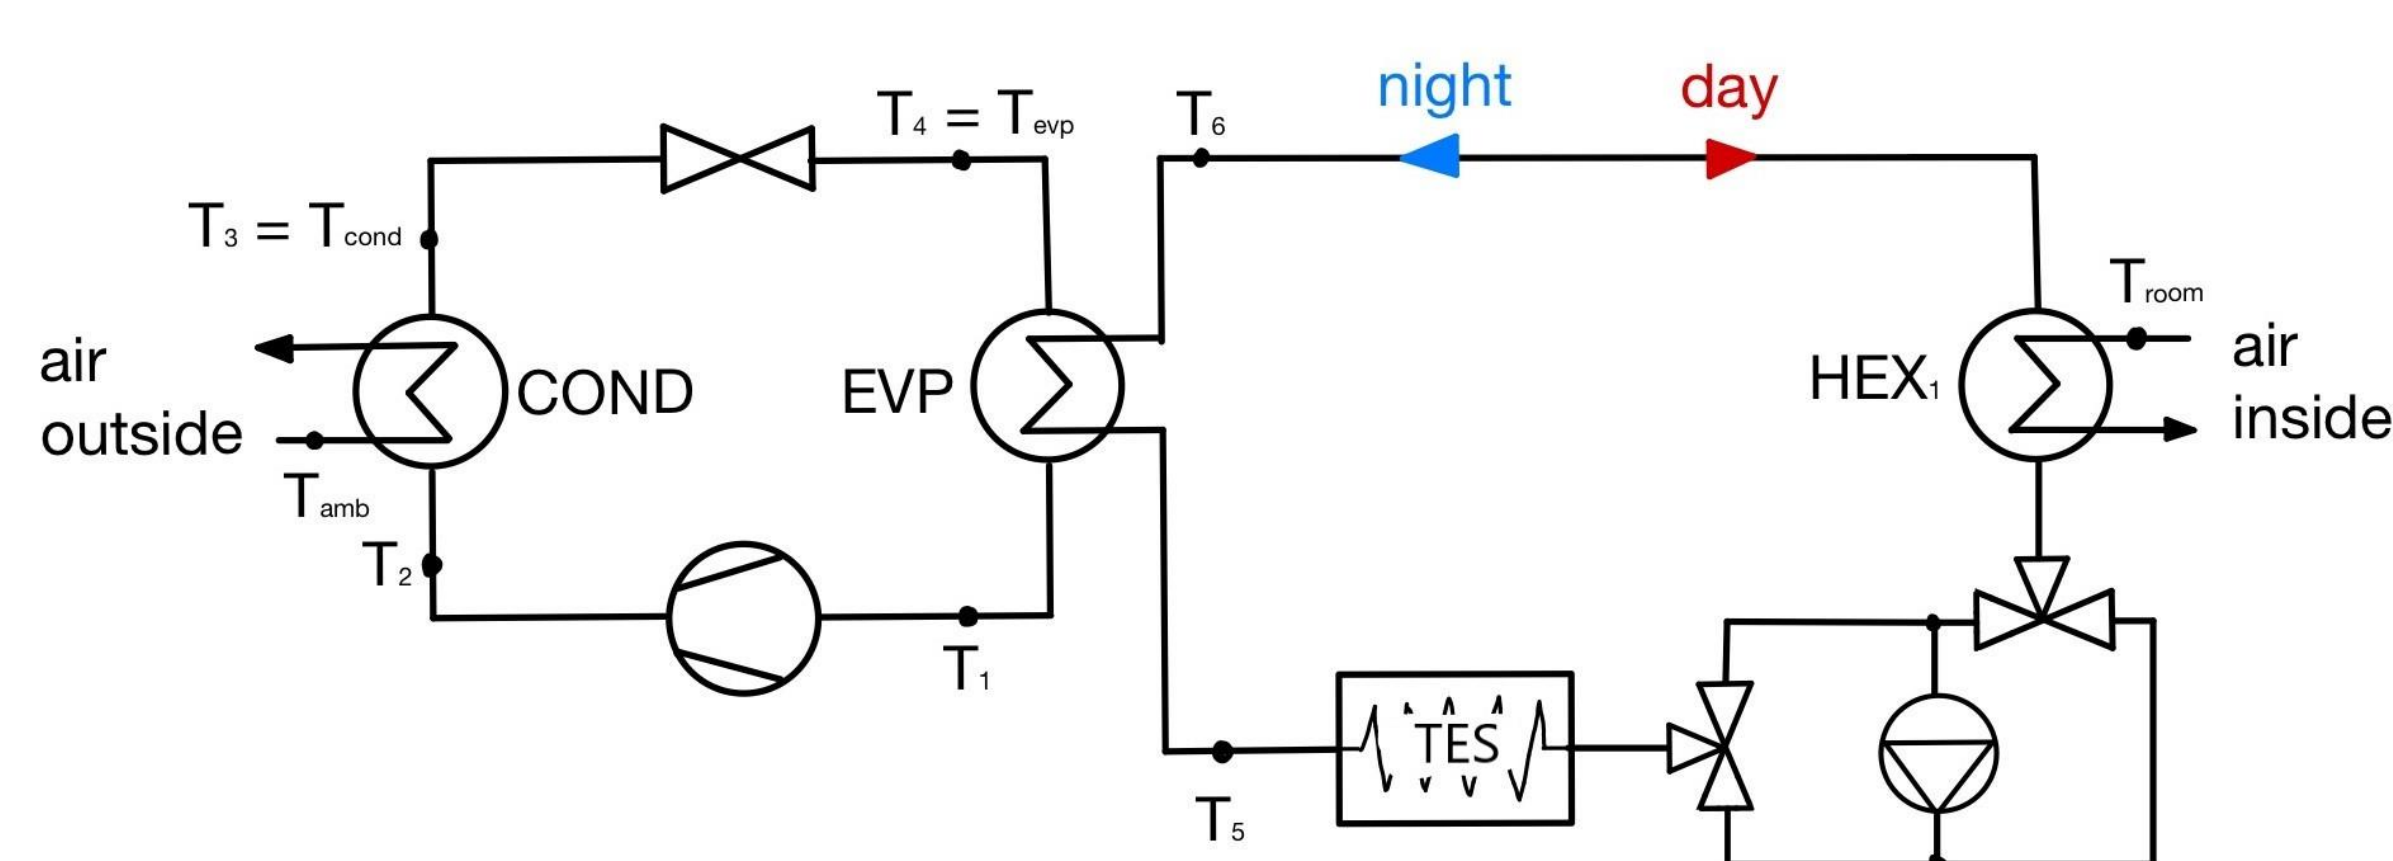 night
day
T4 = Tevp
T6
T3 = Tcond
Troom
air
outside
COND
EVP
HEX1
air
inside
Tamb
T2
T1
TES
T5